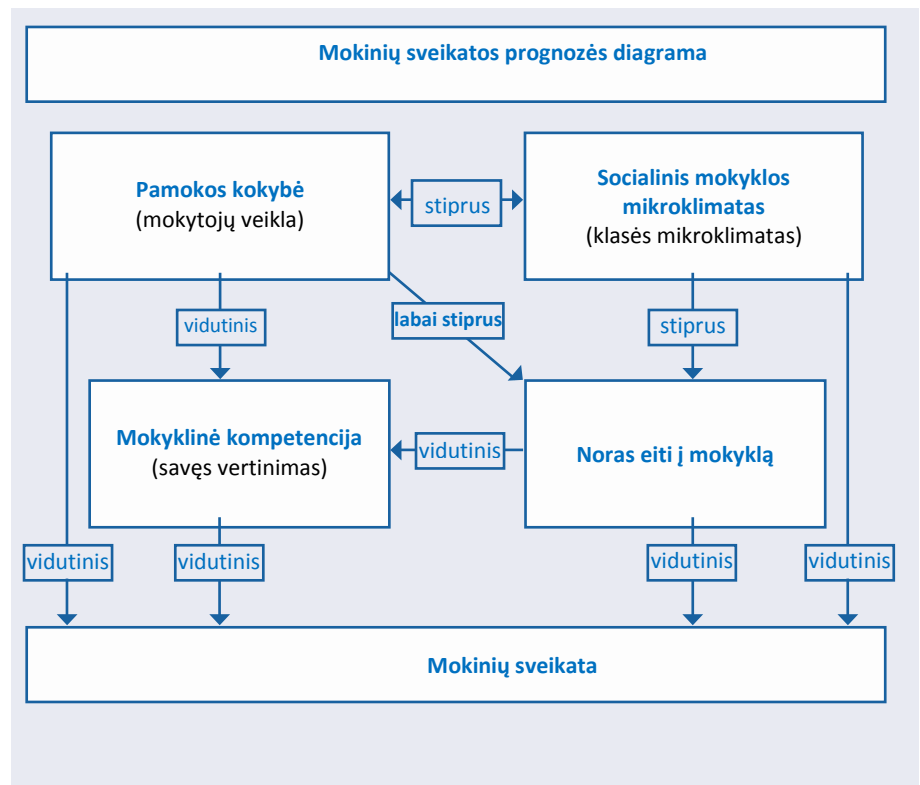 Mokinių sveikatos prognozės diagrama
Pamokos kokybė
(mokytojų veikla)
stiprus
Socialinis mokyklos
mikroklimatas
(klasės mikroklimatas)
vidutinis
labai stiprus
stiprus
Mokyklinė kompetencija
(savęs vertinimas)
vidutinis
Noras eiti į mokyklą
vidutinis
vidutinis
vidutinis
vidutinis
Mokinių sveikata